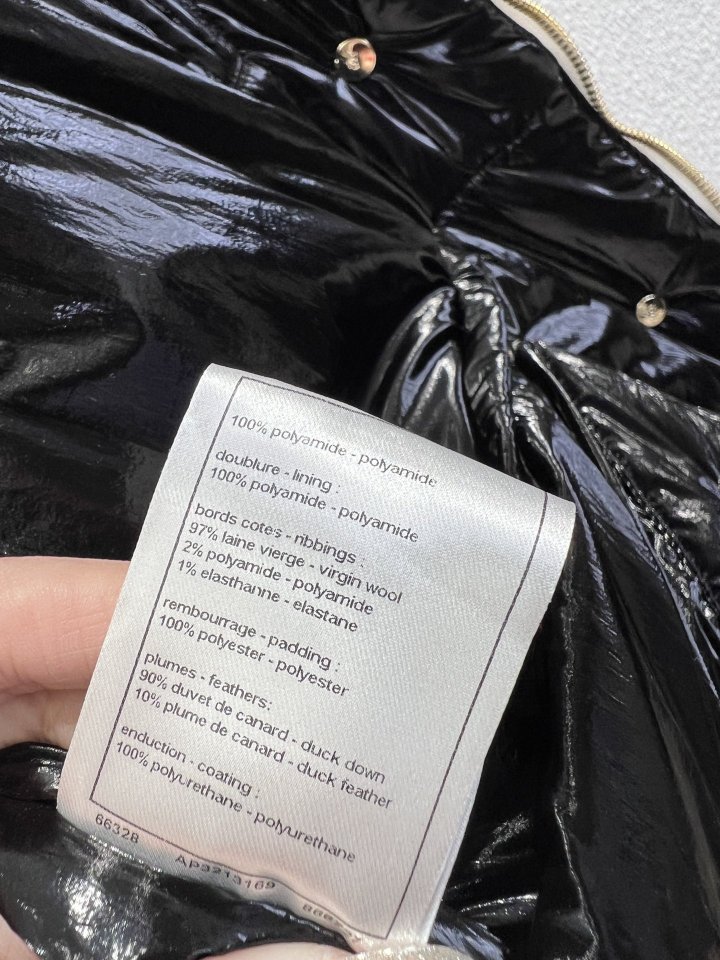 100% polyamide - polyamide
doublure - lining :
100% polyamide - polyamide
bords cotes - ribbings :
97% laine vierge - virgin wool
2% polyamide - polyamide
1% elasthanne - elastane
rembourrage - padding :
100% polyester - polyester
plumes - feathers:
90% duvet de canard - duck down
10% plume de canard - duck feather
enduction - coating :
100% polyurethane - polyurethane
66328